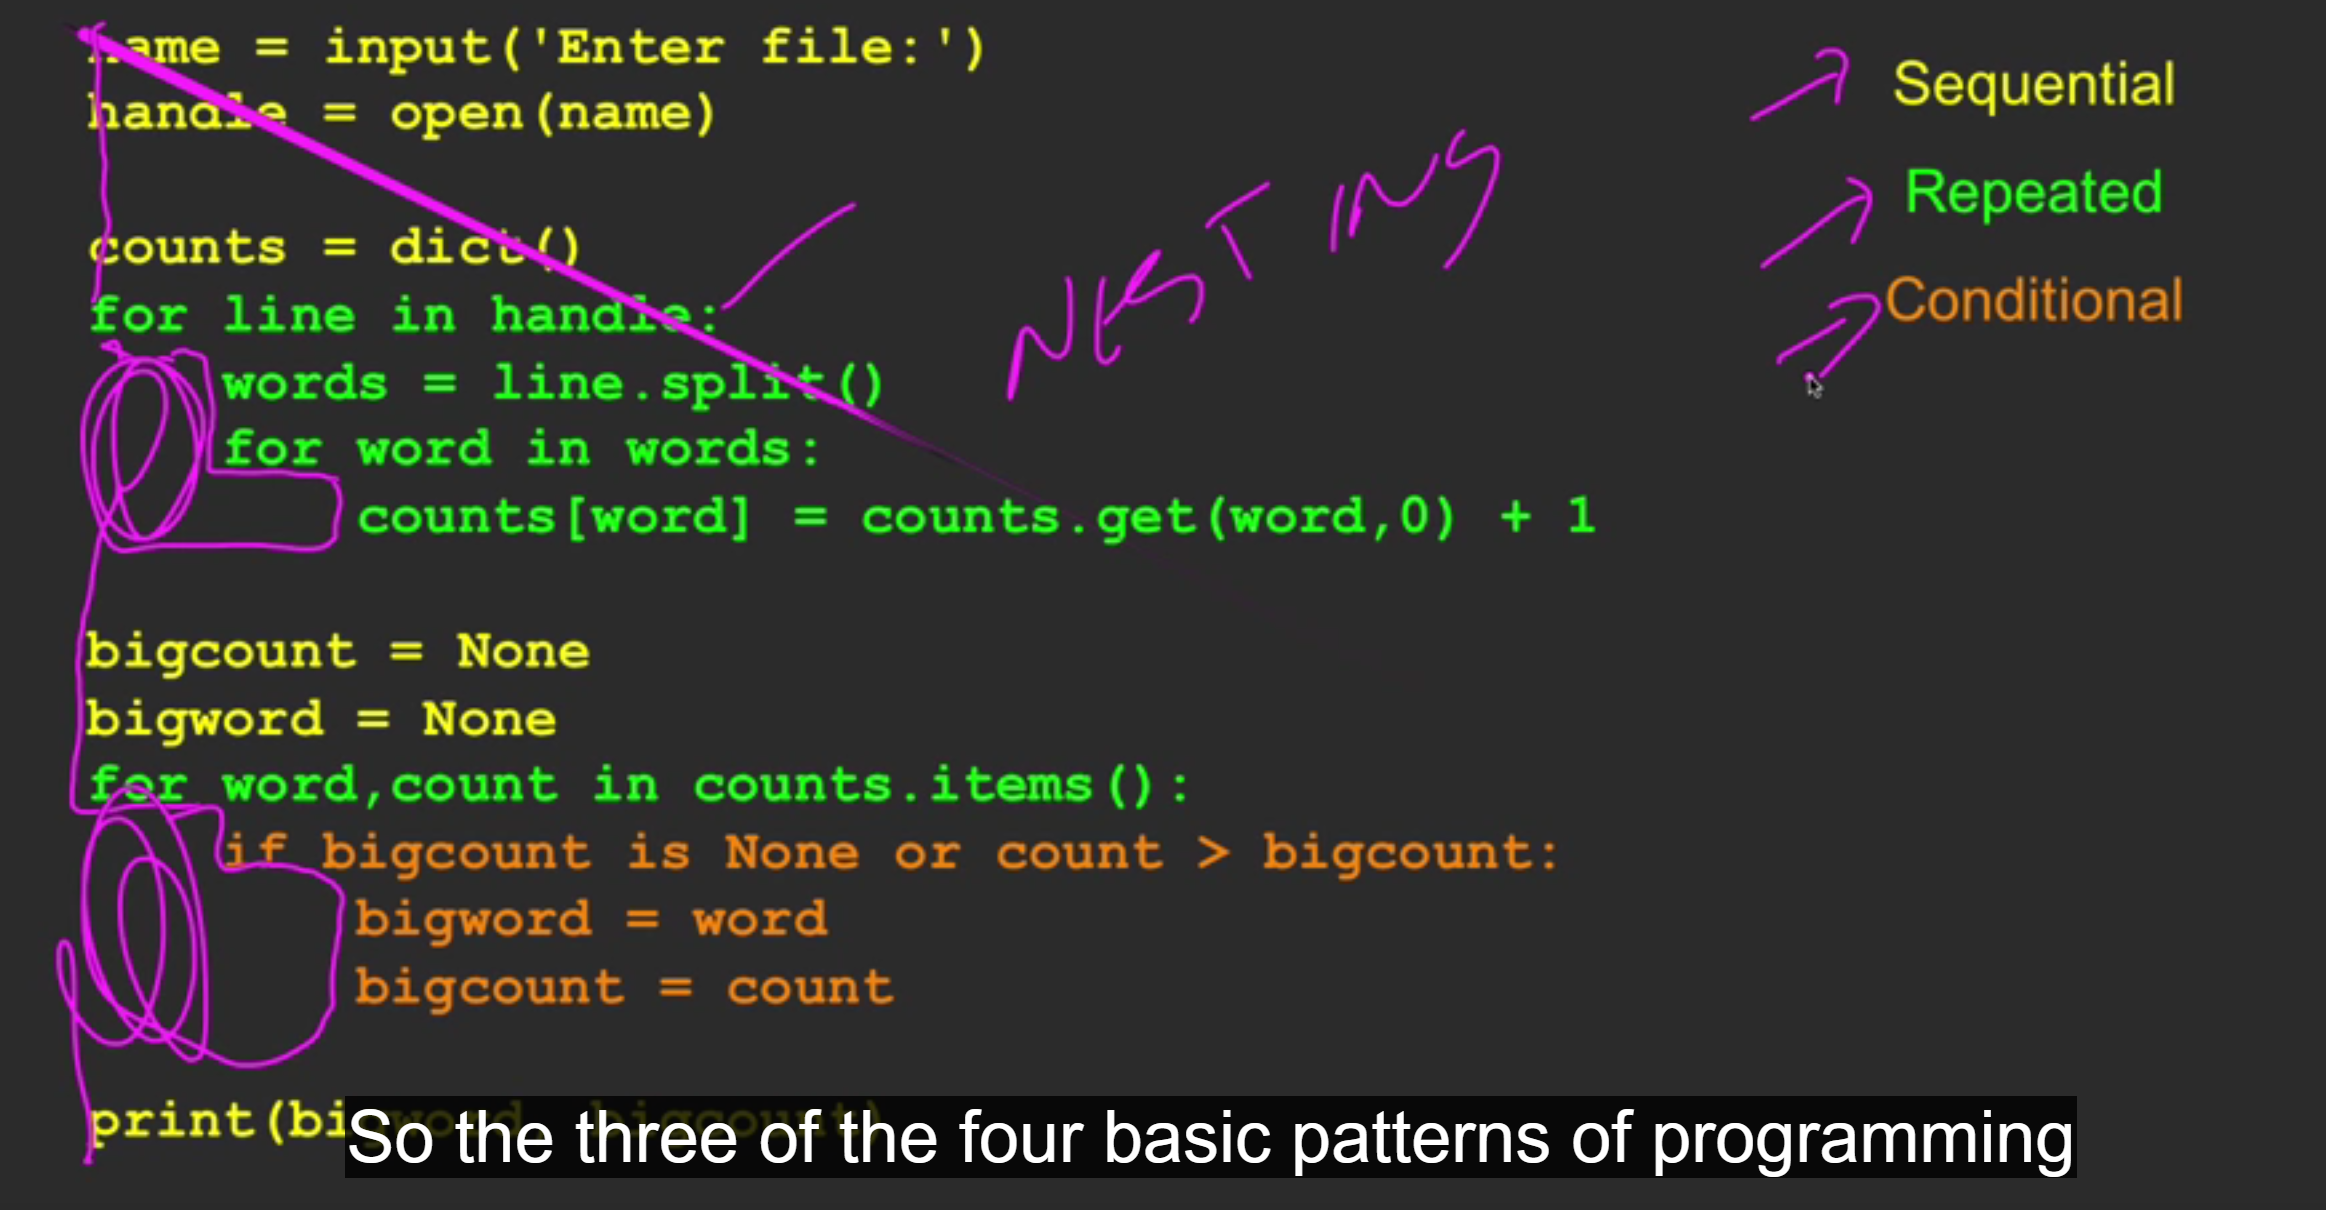 name = input('Enter file:')
handle = open(name)
counts = dict()
for line in handle:
words = line.split()
for word in words:
counts[word] = counts.get(word,0) + 1
bigcount = None
bigword = None
for word,count in counts.items():
if bigcount is None or count > bigcount:
bigword = word
bigcount = count
print(bigword, bigcount)
Sequential
Repeated
Conditional
NESTING
So the three of the four basic patterns of programming